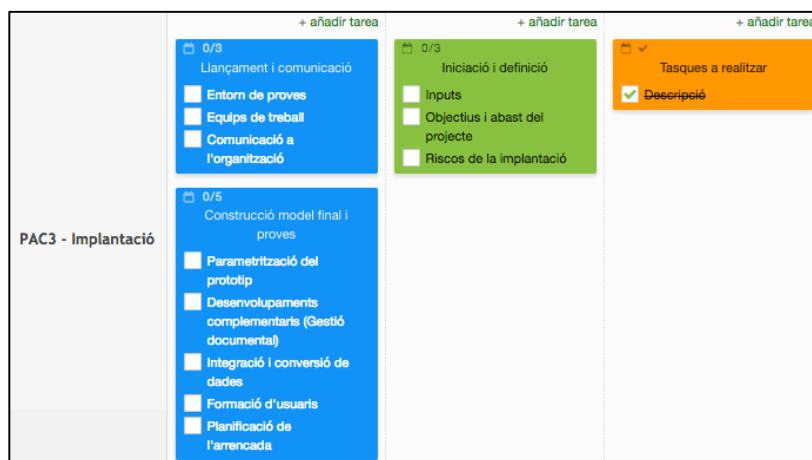 + añadir tarea
+ añadir tarea
+ añadir tarea
PAC3 - Implantació
0/3
Llançament i comunicació
Entorn de proves
Equips de treball
Comunicació a
l'organització
0/5
Construcció model final i
proves
Parametrització del
prototip
Desenvolupaments
complementaris (Gestió
documental)
Integració i conversió de
dades
Formació d'usuaris
Planificació de
l'arrencada
0/3
Iniciació i definició
Inputs
Objectius i abast del
projecte
Riscos de la implantació
Tasques a realitzar
Descripció